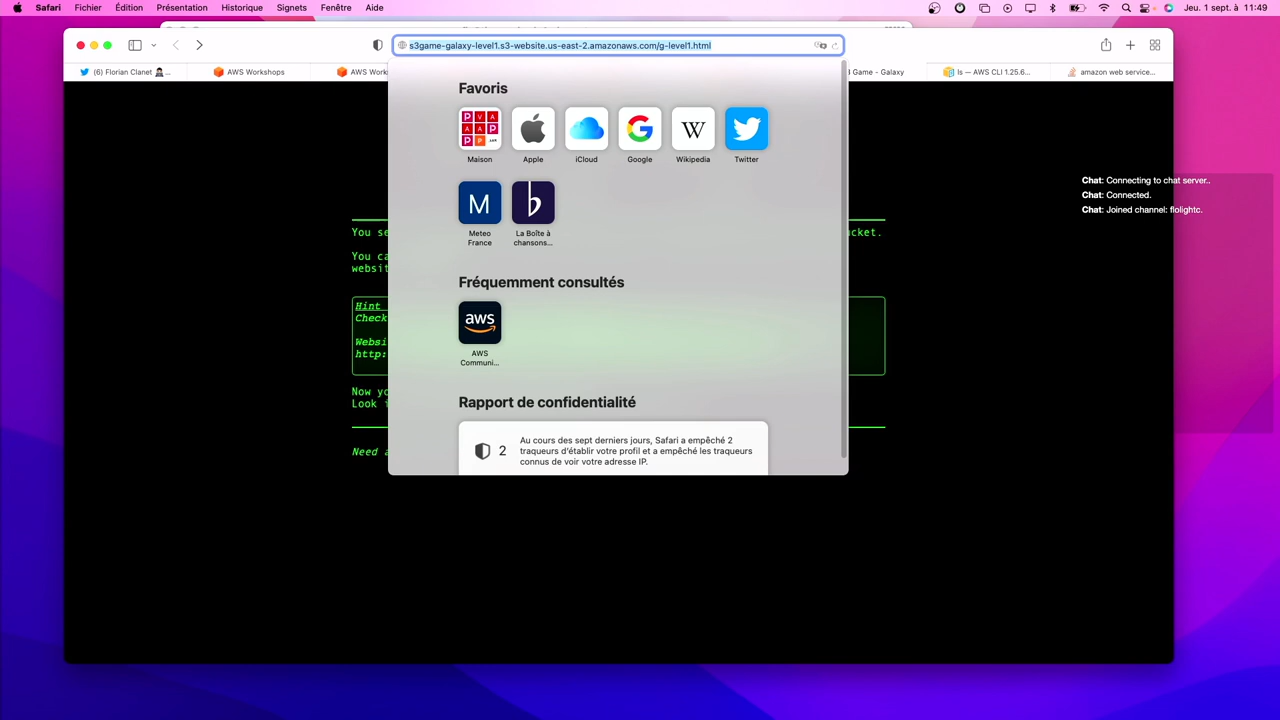 Safari Fichier Édition Présentation Historique Signets Fenêtre Aide Jeu. 1 sept. à 11:49
s3game-galaxy-level1.s3-website.us-east-2.amazonaws.com/g-level1.html
(6) Florian Clanet
AWS Workshops
AWS
Game - Galaxy
ls — AWS CLI 1.25.6...
amazon web service...
Favoris
Maison Apple iCloud Google Wikipedia Twitter
Meteo France
La Boîte à chansons...
Fréquemment consultés
aws
AWS Communi...
Rapport de confidentialité
2
Au cours des sept derniers jours, Safari a empêché 2
traqueurs d'établir votre profil et a empêché les traqueurs
connus de voir votre adresse IP.
You
You
Hint
Check
http:
Now
Look
Need
Chat: Connecting to chat server..
Chat: Connected.
Chat: Joined channel: flolightc.